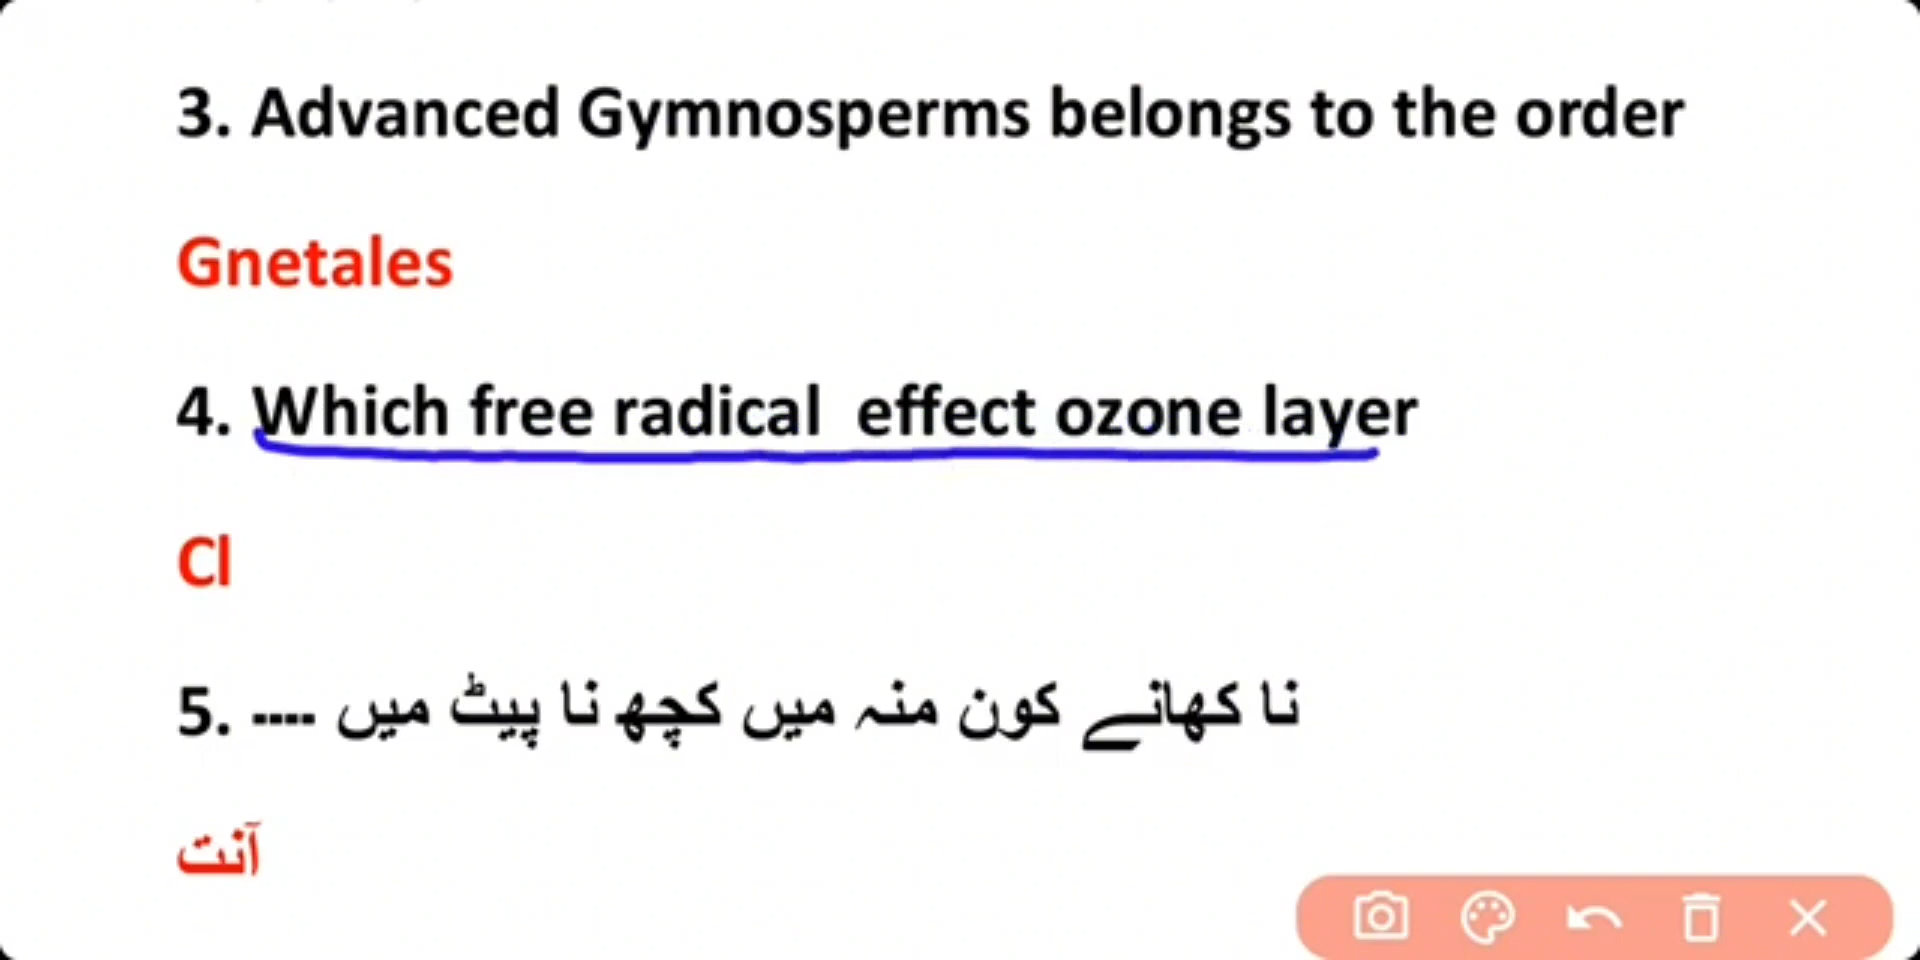 3. Advanced Gymnosperms belongs to the order
Gnetales
4. Which free radical  effect ozone layer
Cl
5. نا کھانے کون منہ میں کچھ نا پیٹ میں ----
آنت